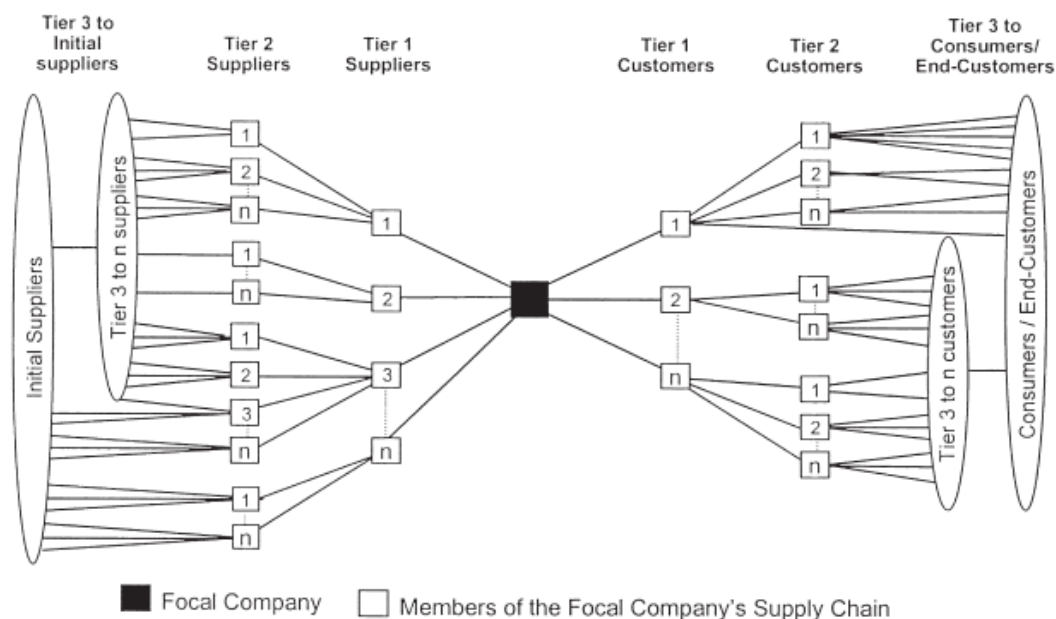 Tier 3 to
Initial
suppliers
Tier 2
Suppliers
Tier 1
Suppliers
Tier 1
Customers
Tier 2
Customers
Tier 3 to
Consumers/
End-Customers
Initial Suppliers
Tier 3 to n suppliers
1
2
n
1
n
1
2
3
n
1
n
1
2
3
n
1
2
n
1
2
n
1
n
1
2
n
Tier 3 to n customers
Consumers / End-Customers
Focal Company
Members of the Focal Company's Supply Chain